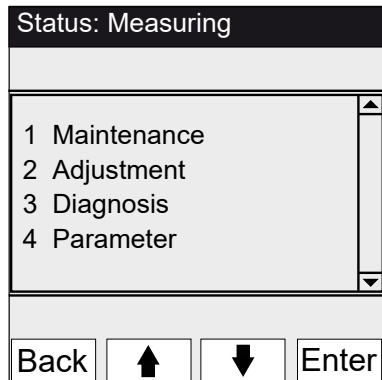 Status: Measuring
1 Maintenance
2 Adjustment
3 Diagnosis
4 Parameter
Back Enter